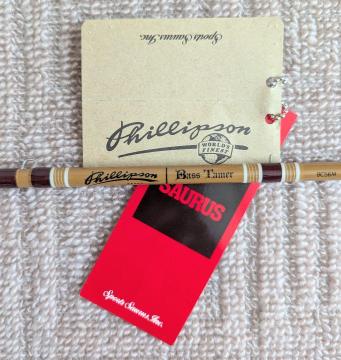 Sports Saurus, Inc.
Phillipson
WORLD'S
FINEST
Phillipson Bass Tamer BC56M
SAURUS
Sports Saurus, Inc.